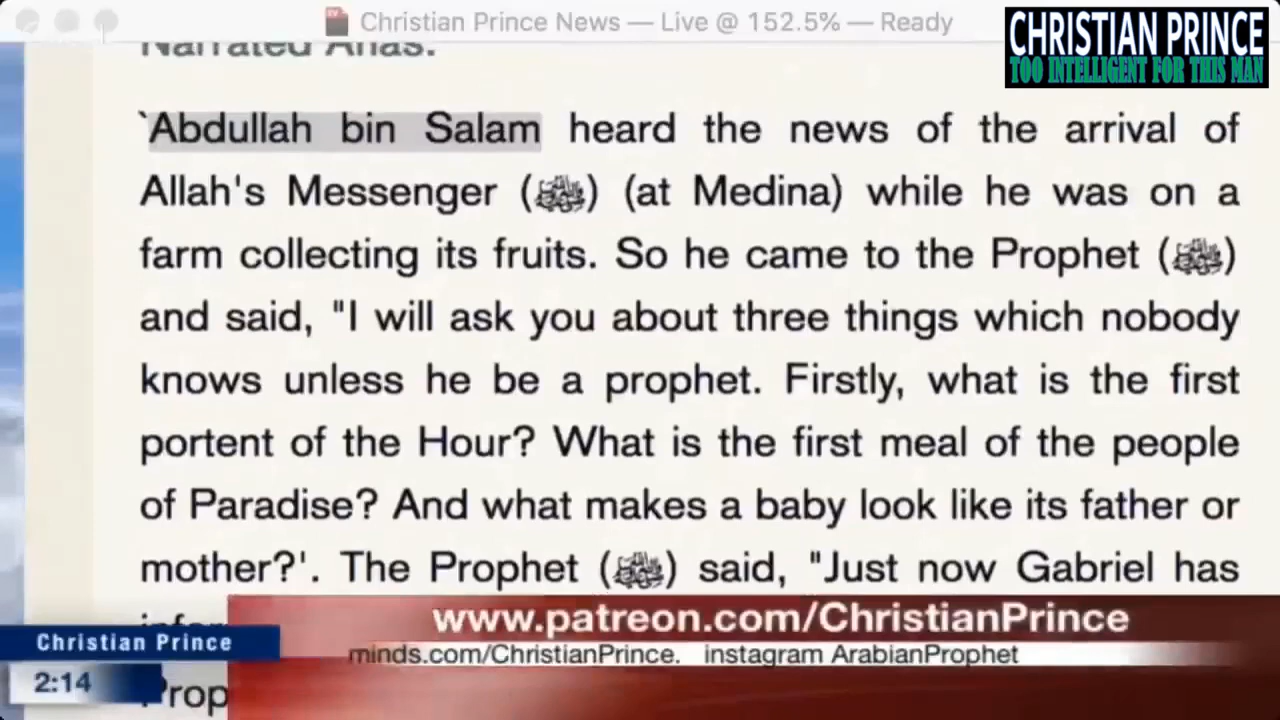 Christian Prince News — Live @ 152.5% — Ready
CHRISTIAN PRINCE
TOO INTELLIGENT FOR THIS MAN
Narrated Anas:
`Abdullah bin Salam heard the news of the arrival of
Allah's Messenger (ﷺ) (at Medina) while he was on a
farm collecting its fruits. So he came to the Prophet (ﷺ)
and said, "I will ask you about three things which nobody
knows unless he be a prophet. Firstly, what is the first
portent of the Hour? What is the first meal of the people
of Paradise? And what makes a baby look like its father or
mother?'. The Prophet (ﷺ) said, "Just now Gabriel has
www.patreon.com/ChristianPrince
Christian Prince
minds.com/ChristianPrince. instagram ArabianProphet
2:14
Prop